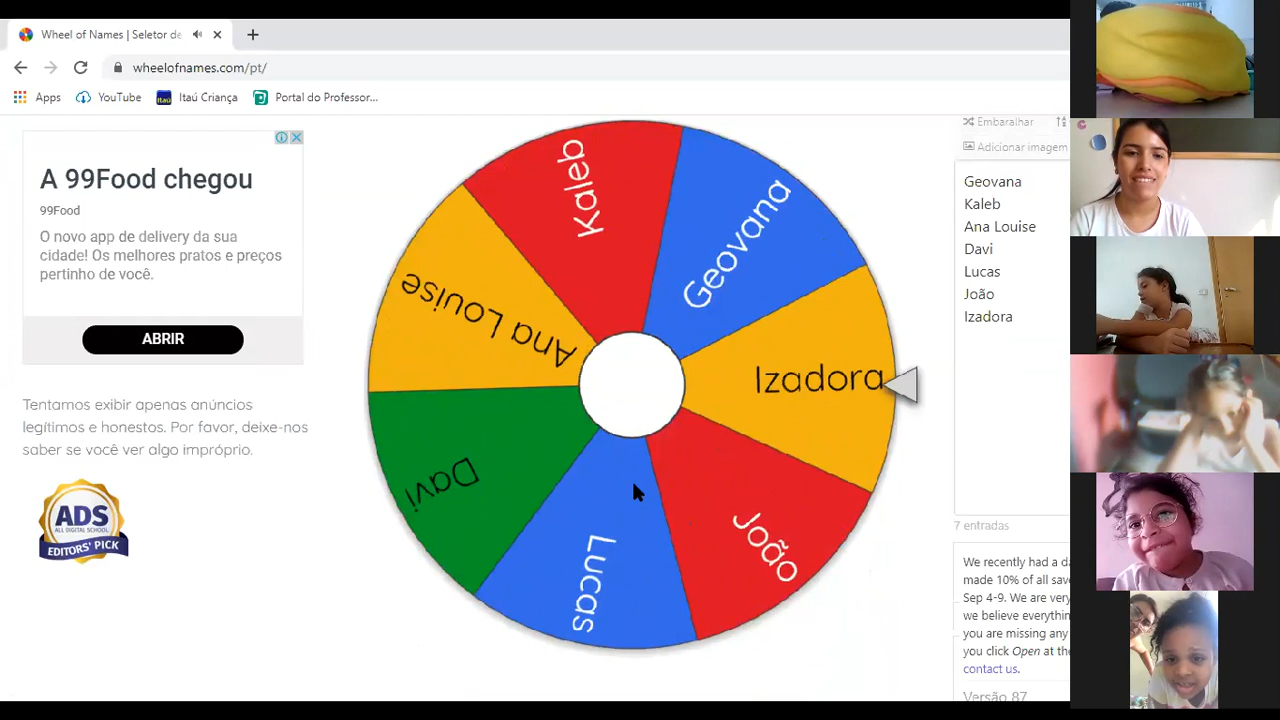 Wheel of Names | Seletor de
wheelofnames.com/pt/
Apps
YouTube
Itaú Criança
Portal do Professor...
A 99Food chegou
99Food
O novo app de delivery da sua
cidade! Os melhores pratos e preços
pertinho de você.
ABRIR
Tentamos exibir apenas anúncios
legítimos e honestos. Por favor, deixe-nos
saber se você ver algo impróprio.
ADS
ALL DIGITAL SCHOOL
EDITORS' PICK
Kaleb
Geovana
Izadora
João
Lucas
Davi
Ana Louise
Embaralhar
Adicionar imagem
Geovana
Kaleb
Ana Louise
Davi
Lucas
João
Izadora
7 entradas
We recently had a da
made 10% of all save
Sep 4-9. We are very
we believe everythin
you are missing any
you click Open at the
contact us.
Versão 87